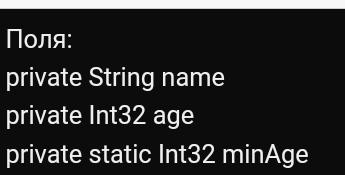 Поля:
private String name
private Int32 age
private static Int32 minAge